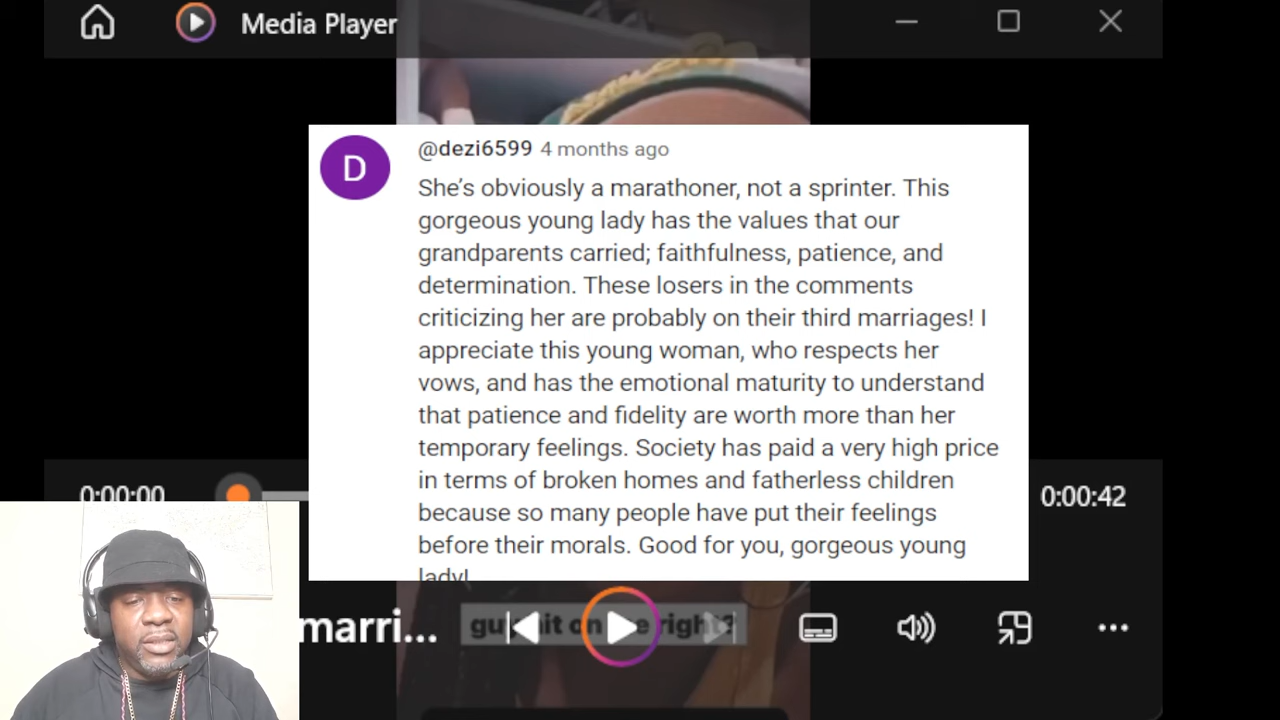 Media Player
@dezi6599 4 months ago
D
She's obviously a marathoner, not a sprinter. This
gorgeous young lady has the values that our
grandparents carried; faithfulness, patience, and
determination. These losers in the comments
criticizing her are probably on their third marriages! I
appreciate this young woman, who respects her
vows, and has the emotional maturity to understand
that patience and fidelity are worth more than her
temporary feelings. Society has paid a very high price
in terms of broken homes and fatherless children
because so many people have put their feelings
before their morals. Good for you, gorgeous young
lady!
0:00:00
0:00:42
marri...
right?